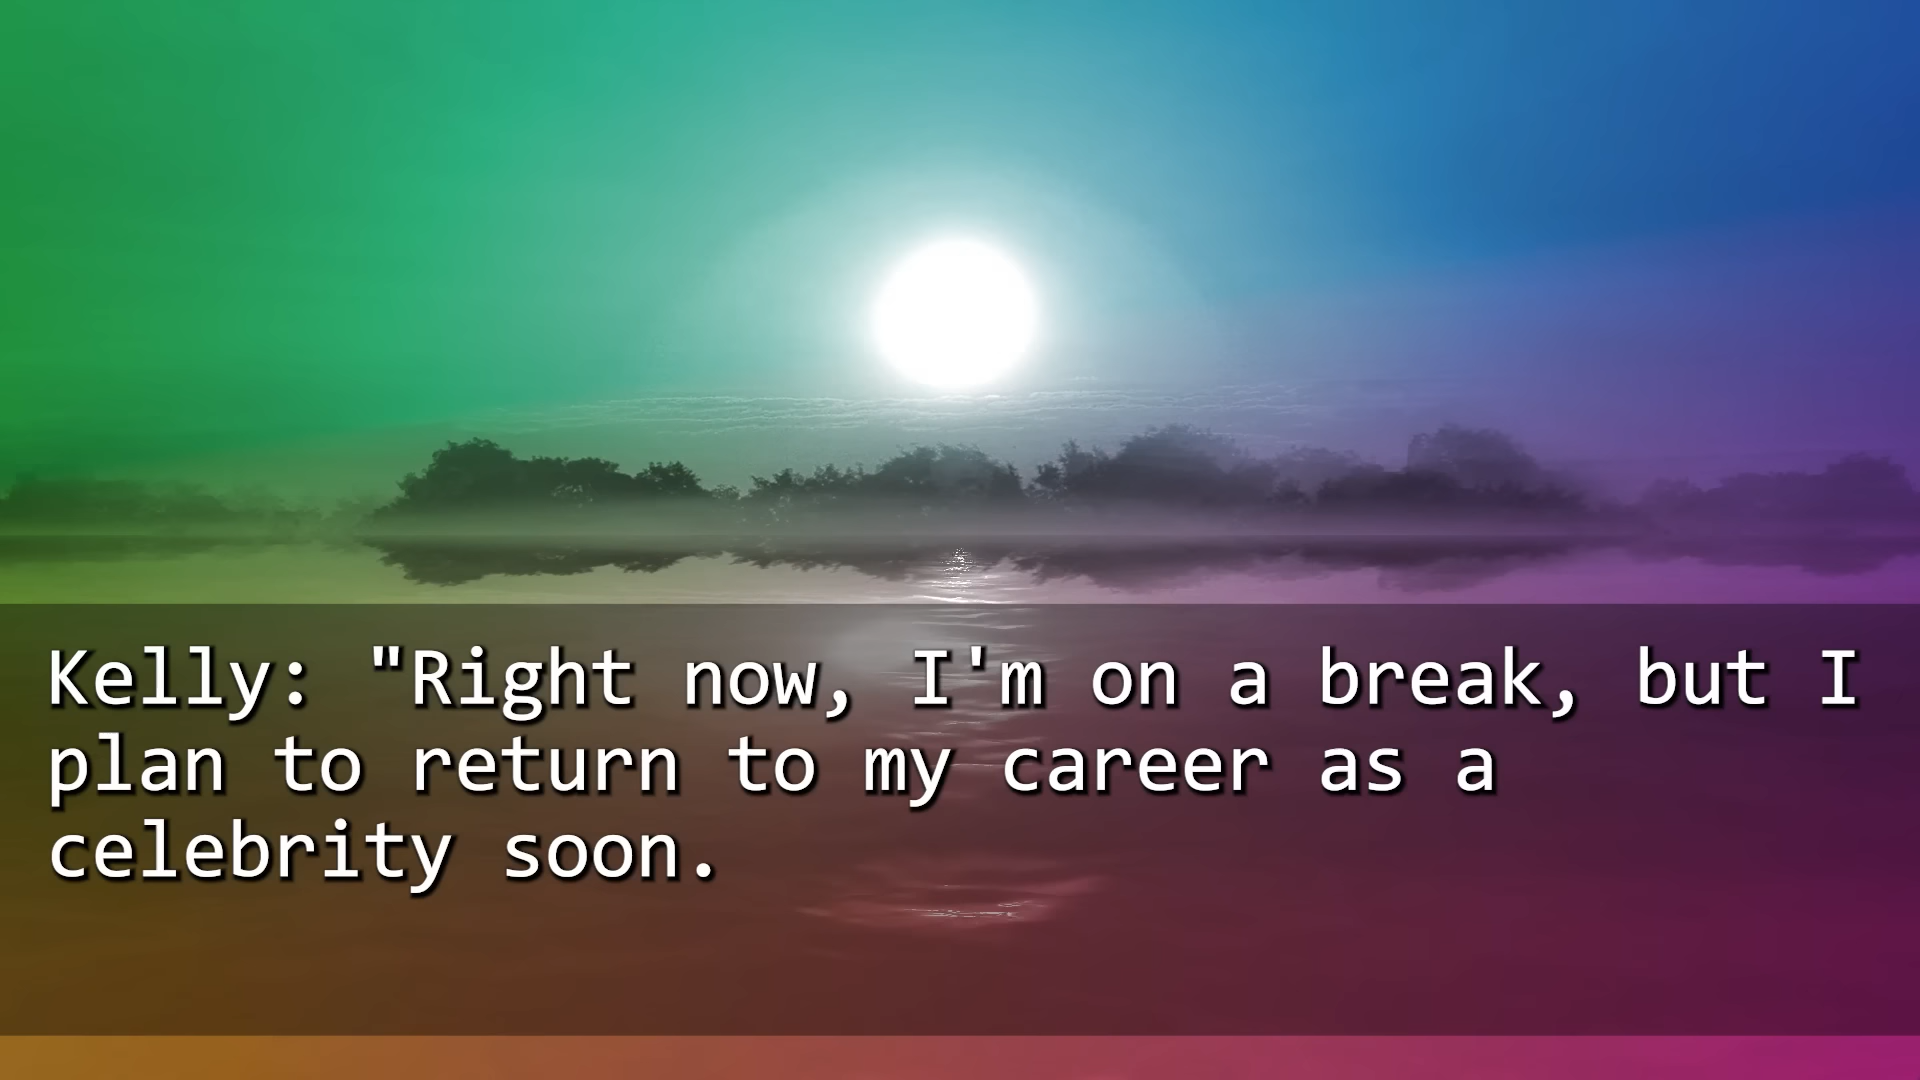 Kelly: "Right now, I'm on a break, but I
plan to return to my career as a
celebrity soon.